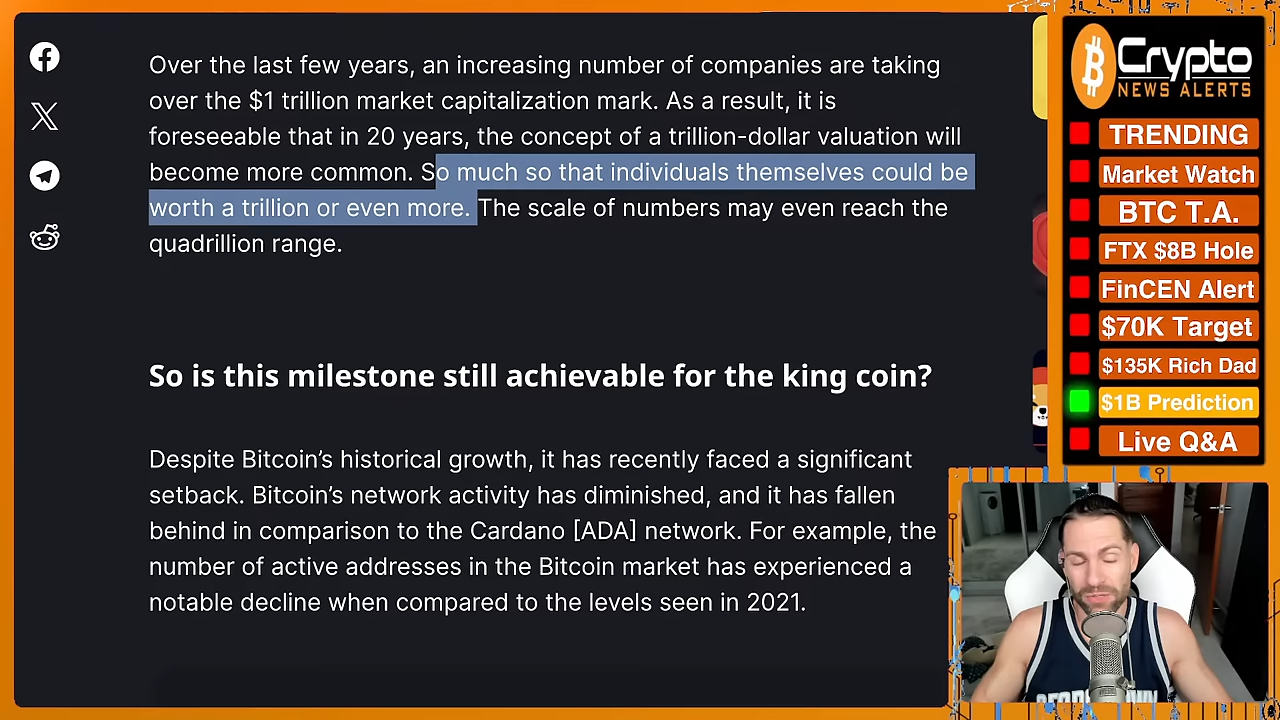 Over the last few years, an increasing number of companies are taking
over the $1 trillion market capitalization mark. As a result, it is
foreseeable that in 20 years, the concept of a trillion-dollar valuation will
become more common. So much so that individuals themselves could be
worth a trillion or even more. The scale of numbers may even reach the
quadrillion range.
So is this milestone still achievable for the king coin?
Despite Bitcoin’s historical growth, it has recently faced a significant
setback. Bitcoin’s network activity has diminished, and it has fallen
behind in comparison to the Cardano [ADA] network. For example, the
number of active addresses in the Bitcoin market has experienced a
notable decline when compared to the levels seen in 2021.
Crypto
NEWS ALERTS
TRENDING
Market Watch
BTC T.A.
FTX $8B Hole
FinCEN Alert
$70K Target
$135K Rich Dad
$1B Prediction
Live Q&A